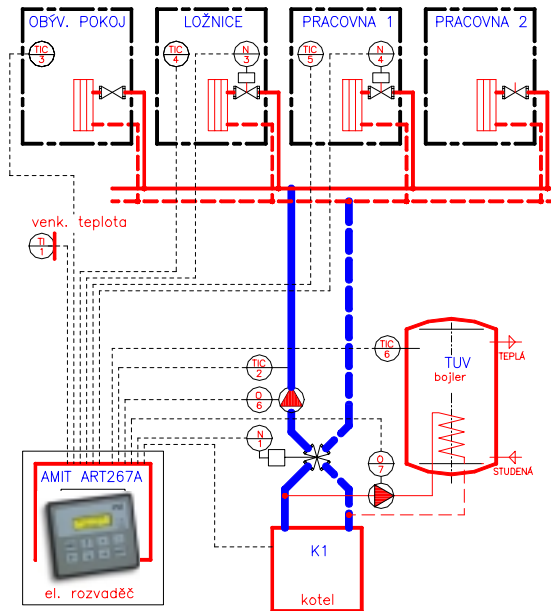 OBÝV. POKOJ
LOŽNICE
PRACOVNA 1
PRACOVNA 2
TIC
3
TIC
4
N
3
TIC
5
N
4
venk. teplota
TI
1
TIC
2
TIC
6
O
6
N
1
O
7
TUV
bojler
TEPLÁ
STUDENÁ
AMIT ART267A
el. rozvaděč
K1
kotel